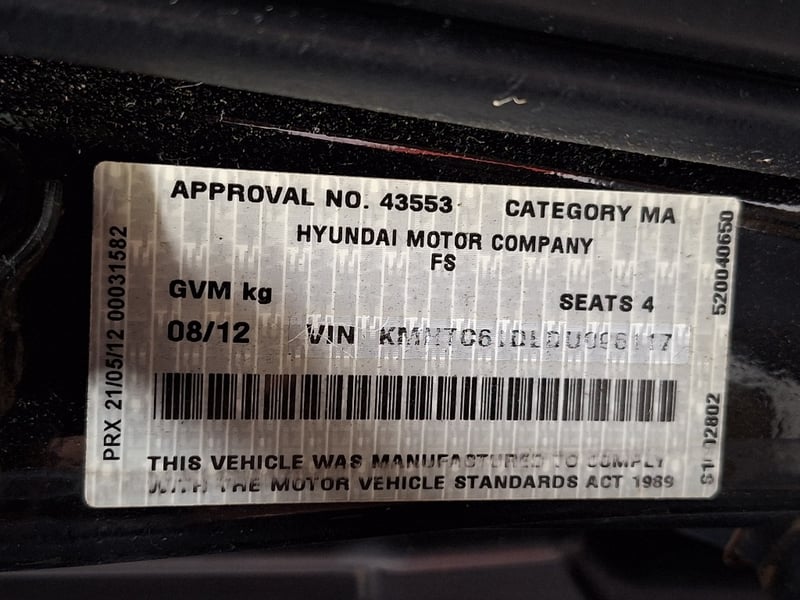 APPROVAL NO. 43553 CATEGORY MA
HYUNDAI MOTOR COMPANY
FS
GVM kg SEATS 4
08/12 VIN
THIS VEHICLE WAS MANUFACTURED TO COMPLY
WITH THE MOTOR VEHICLE STANDARDS ACT 1989
PRX 21/05/12 00031582
520040650